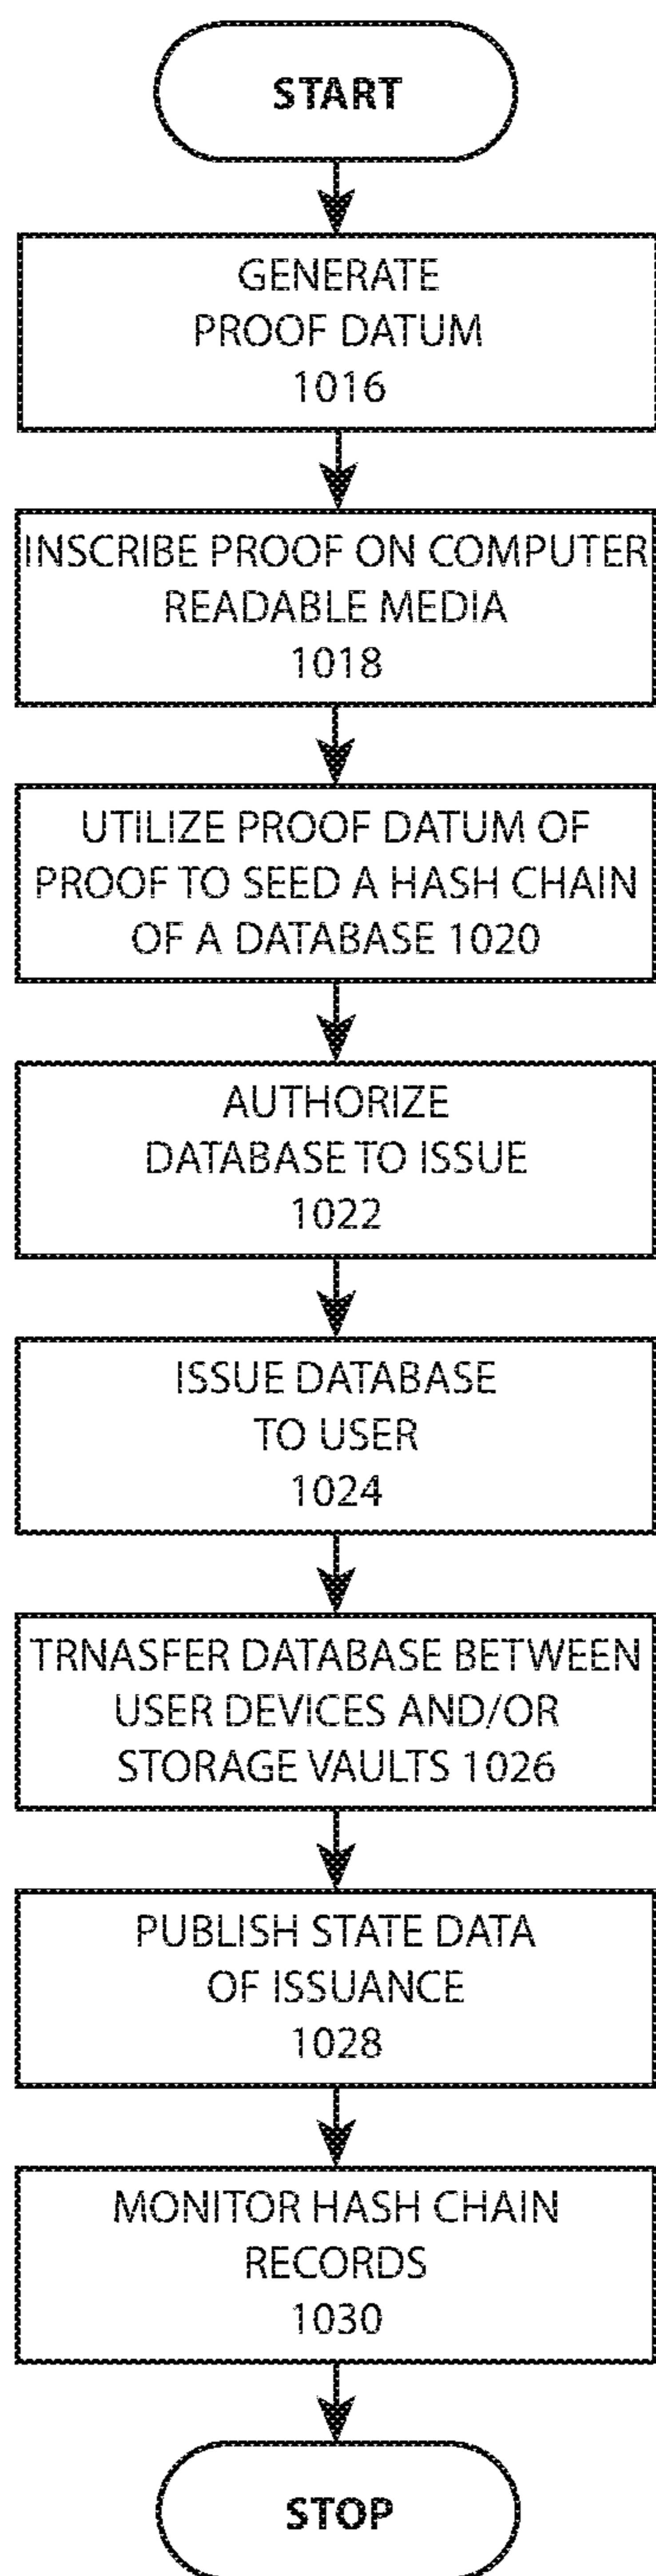 START
GENERATE
PROOF DATUM
1016
INSCRIBE PROOF ON COMPUTER
READABLE MEDIA
1018
UTILIZE PROOF DATUM OF
PROOF TO SEED A HASH CHAIN
OF A DATABASE 1020
AUTHORIZE
DATABASE TO ISSUE
1022
ISSUE DATABASE
TO USER
1024
TRNASFER DATABASE BETWEEN
USER DEVICES AND/OR
STORAGE VAULTS 1026
PUBLISH STATE DATA
OF ISSUANCE
1028
MONITOR HASH CHAIN
RECORDS
1030
STOP